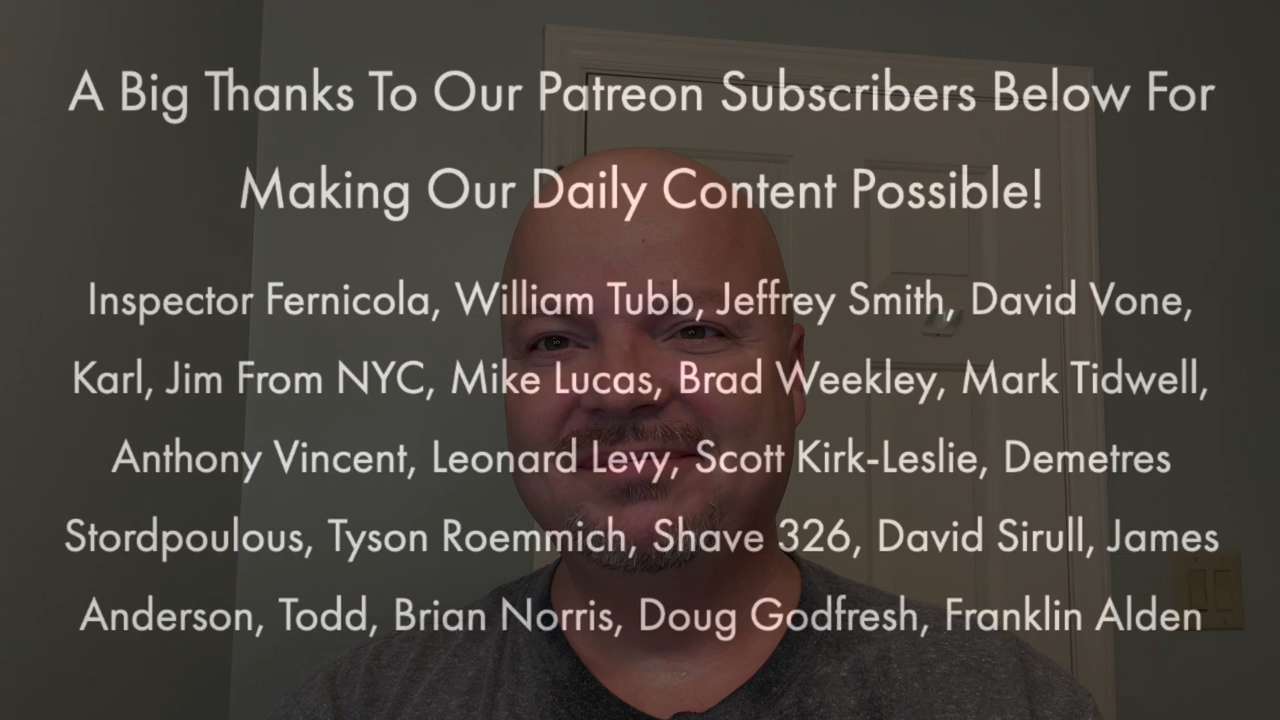 A Big Thanks To Our Patreon Subscribers Below For
Making Our Daily Content Possible!
Inspector Fernicola, William Tubb, Jeffrey Smith, David Vone,
Karl, Jim From NYC, Mike Lucas, Brad Weekley, Mark Tidwell,
Anthony Vincent, Leonard Levy, Scott Kirk-Leslie, Demetres
Stordpoulous, Tyson Roemmich, Shave 326, David Sirull, James
Anderson, Todd, Brian Norris, Doug Godfresh, Franklin Alden